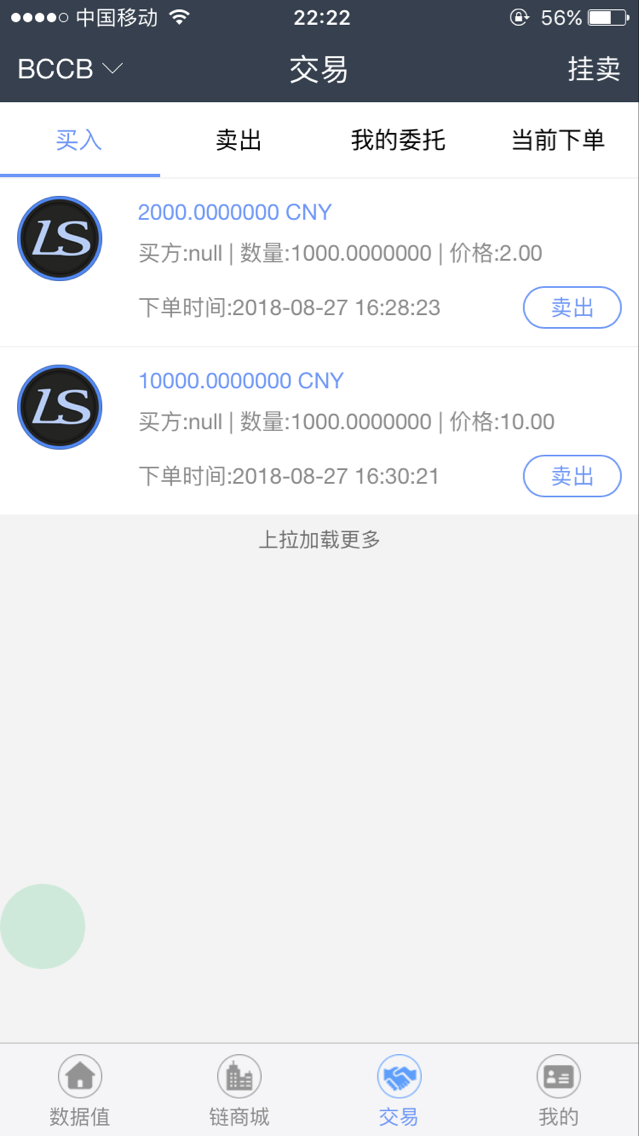 中国移动 22:22 56%
BCCB 交易 挂卖
买入 卖出 我的委托 当前下单
LS
2000.0000000 CNY
买方:null | 数量:1000.0000000 | 价格:2.00
下单时间:2018-08-27 16:28:23 卖出
LS
10000.0000000 CNY
买方:null | 数量:1000.0000000 | 价格:10.00
下单时间:2018-08-27 16:30:21 卖出
上拉加载更多
数据值 链商城 交易 我的